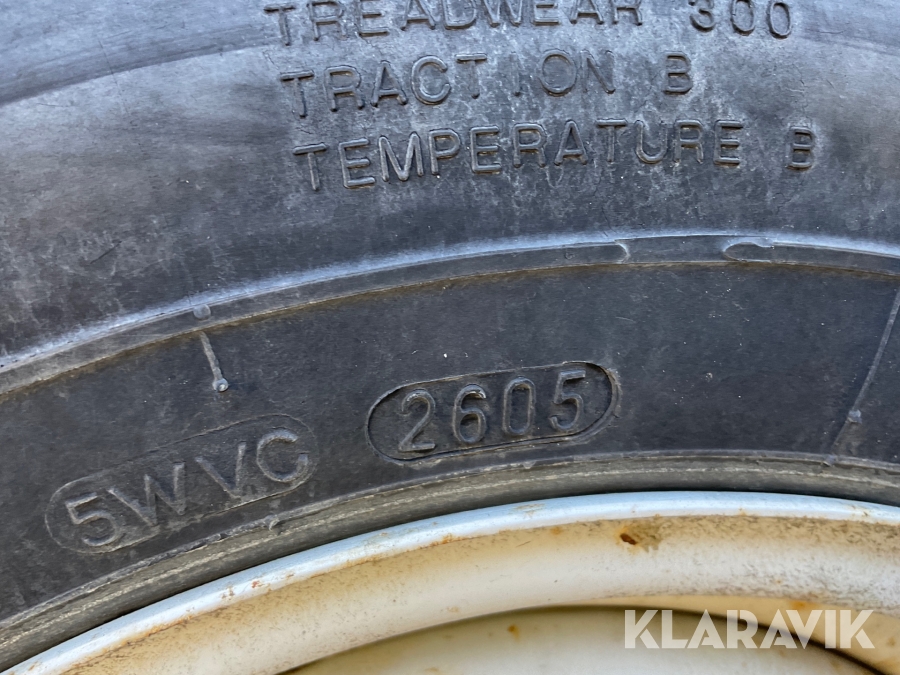 TREADWEAR 300
TRACTION B
TEMPERATURE B
5WVC
2605
KLARAVIK